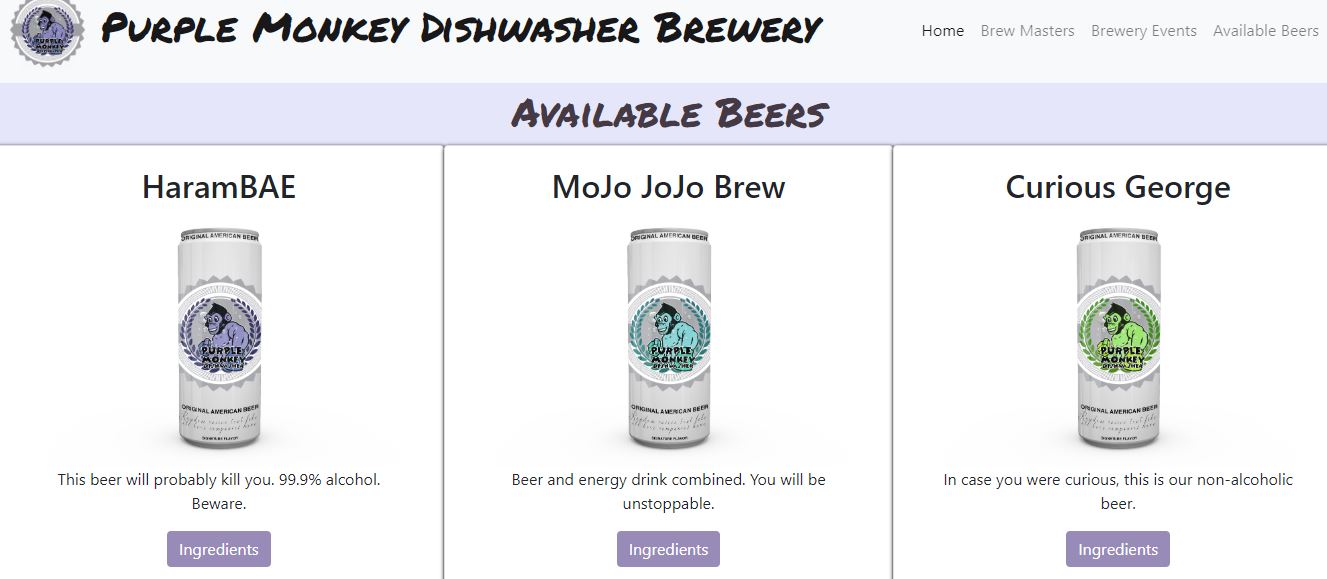 PURPLE MONKEY DISHWASHER BREWERY
Home Brew Masters Brewery Events Available Beers
AVAILABLE BEERS
HaramBAE
MoJo JoJo Brew
Curious George
ORIGINAL AMERICAN BEER
PURPLE
MONKEY
DISHWASHER
ORIGINAL AMERICAN BEER
SIGNATURE FLAVOR
ORIGINAL AMERICAN BEER
PURPLE
MONKEY
DISHWASHER
ORIGINAL AMERICAN BEER
SIGNATURE FLAVOR
ORIGINAL AMERICAN BEER
PURPLE
MONKEY
DISHWASHER
ORIGINAL AMERICAN BEER
SIGNATURE FLAVOR
This beer will probably kill you. 99.9% alcohol.
Beware.
Beer and energy drink combined. You will be
unstoppable.
In case you were curious, this is our non-alcoholic
beer.
Ingredients
Ingredients
Ingredients